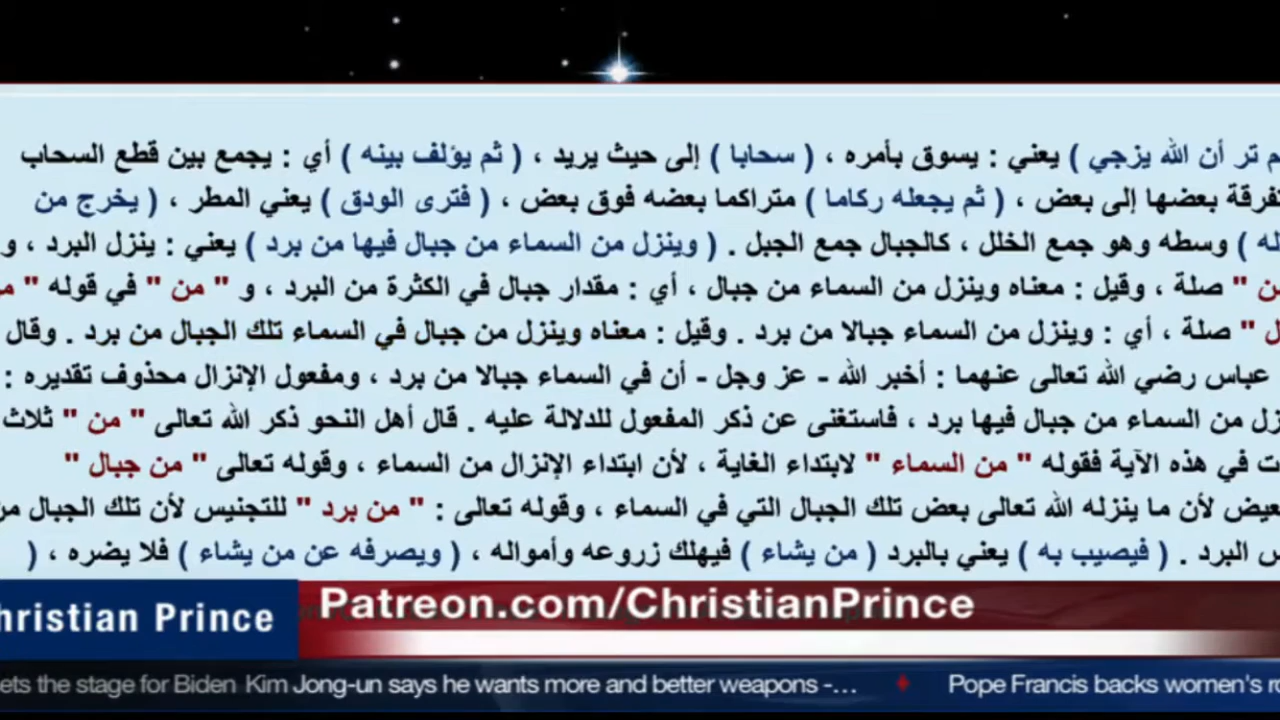 تر أن الله يزجي ) يعني : يسوق بأمره ، ( سحابا ) إلى حيث يريد ، ( ثم يؤلف بينه ) أي : يجمع بين قطع السحاب
بعضها إلى بعض ، ( ثم يجعله ركاما ) متراكما بعضه فوق بعض ، ( فترى الودق ) يعني المطر ، ( يخرج من
) وسطه وهو جمع الخلل ، كالجبال جمع الجبل . ( وينزل من السماء من جبال فيها من برد ) يعني : ينزل البرد ، و
" صلة ، وقيل : معناه وينزل من السماء من جبال ، أي : مقدار جبال في الكثرة من البرد ، و " من " في قوله "
" صلة ، أي : وينزل من السماء جبالا من برد . وقيل : معناه وينزل من جبال في السماء تلك الجبال من برد . وقال
عباس رضي الله تعالى عنهما : أخبر الله - عز وجل - أن في السماء جبالا من برد ، ومفعول الإنزال محذوف تقديره :
من السماء من جبال فيها برد ، فاستغنى عن ذكر المفعول للدلالة عليه . قال أهل النحو ذكر الله تعالى " من " ثلاث
في هذه الآية فقوله " من السماء " لابتداء الغاية ، لأن ابتداء الإنزال من السماء ، وقوله تعالى " من جبال "
لأن ما ينزله الله تعالى بعض تلك الجبال التي في السماء ، وقوله تعالى : " من برد " للتجنيس لأن تلك الجبال من
البرد . ( فيصيب به ) يعني بالبرد ( من يشاء ) فيهلك زروعه وأمواله ، ( ويصرفه عن من يشاء ) فلا يضره ، (
Patreon.com/ChristianPrince
hristian Prince
ets the stage for Biden Kim Jong-un says he wants more and better weapons -... Pope Francis backs women's ro